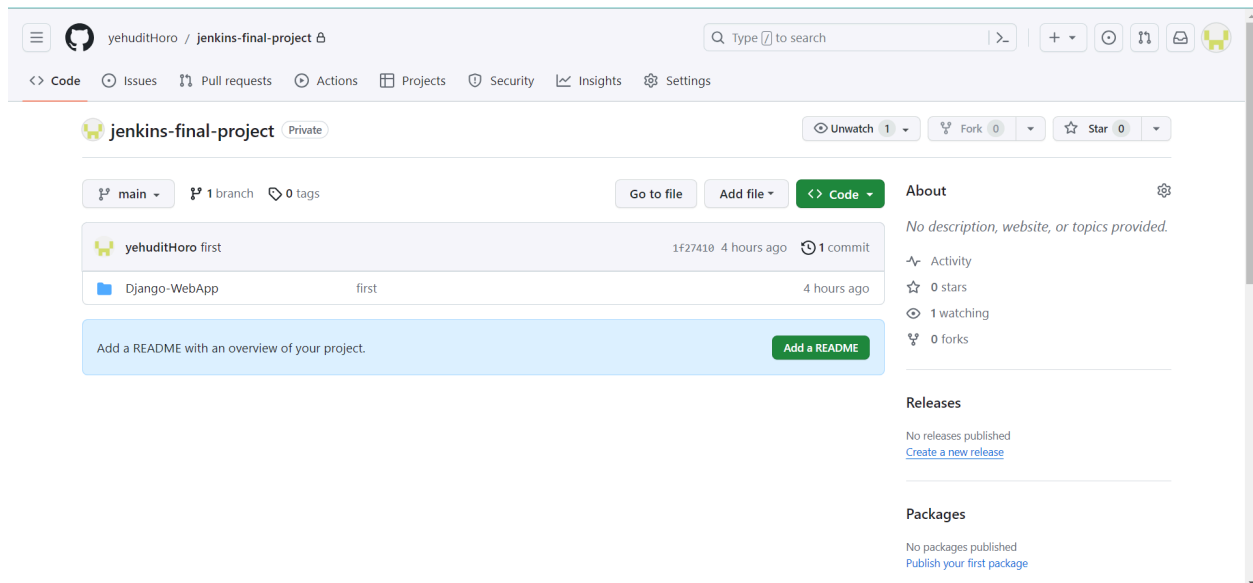 yehuditHoro / jenkins-final-project
Type / to search
Code Issues Pull requests Actions Projects Security Insights Settings
jenkins-final-project Private
Unwatch 1 Fork 0 Star 0
main 1 branch 0 tags Go to file Add file Code
yehuditHoro first 1f27410 4 hours ago 1 commit
Django-WebApp first 4 hours ago
Add a README with an overview of your project. Add a README
About
No description, website, or topics provided.
Activity
0 stars
1 watching
0 forks
Releases
No releases published
Create a new release
Packages
No packages published
Publish your first package